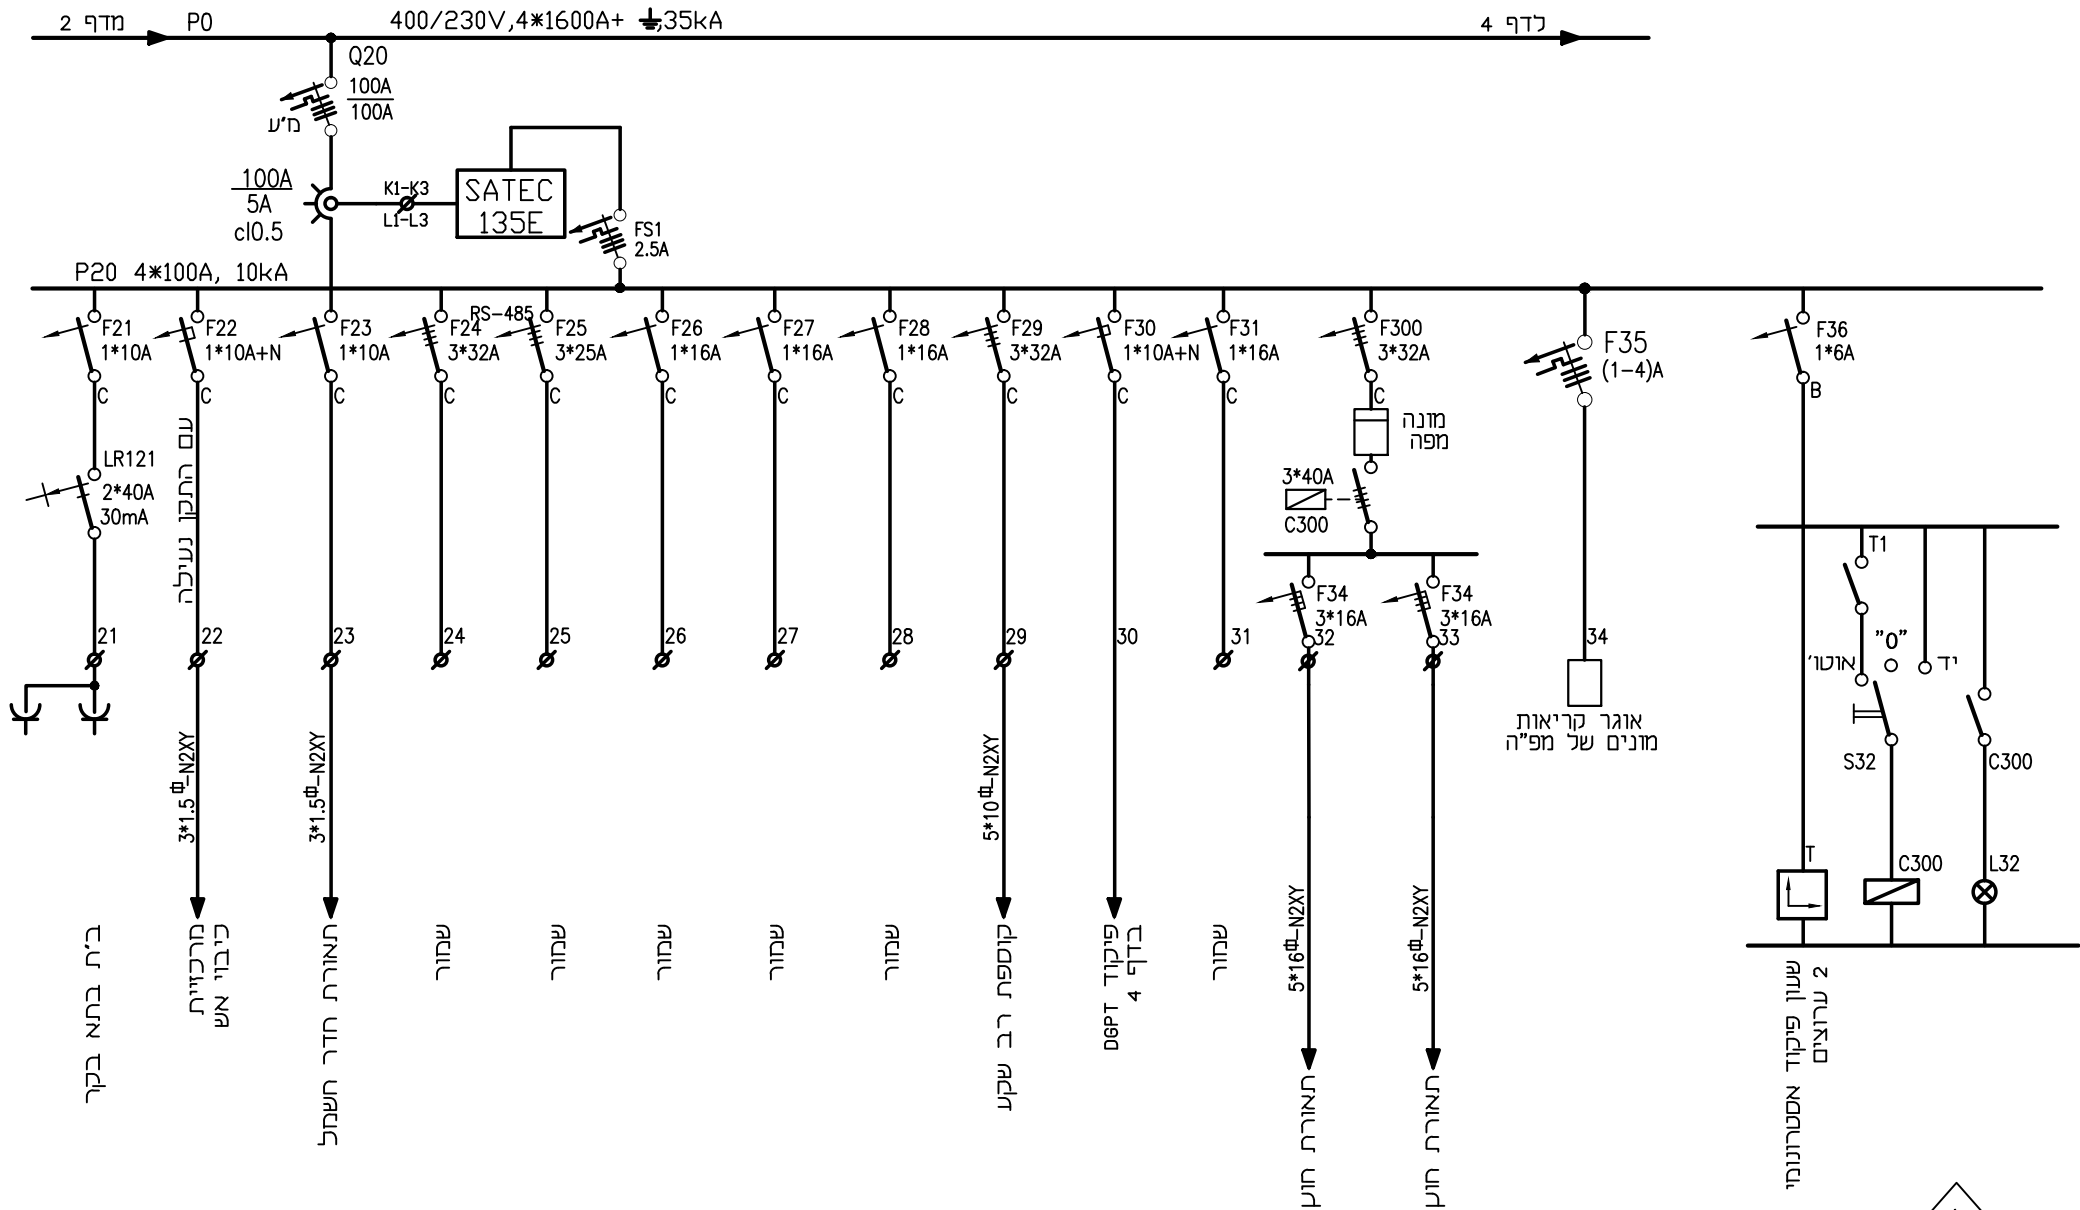 מדף 2
P0
400/230V,4*1600A+ ,35kA
לדף 4
Q20
100A
100A
מ'ע
100A
5A
cl0.5
K1-K3
L1-L3
SATEC
135E
FS1
2.5A
P20 4*100A, 10kA
RS-485
F21
1*10A
C
F22
1*10A+N
C
F23
1*10A
C
F24
3*32A
C
F25
3*25A
C
F26
1*16A
C
F27
1*16A
C
F28
1*16A
C
F29
3*32A
C
F30
1*10A+N
C
F31
1*16A
C
F300
3*32A
C
F35
(1-4)A
F36
1*6A
B
LR121
2*40A
30mA
עם התקן נעילה
מונה
מפה
3*40A
C300
F34
3*16A
F34
3*16A
21
22
23
24
25
26
27
28
29
30
31
32
33
34
T1
"0"
אוטו'
יד
S32
C300
T
C300
L32
אוגר קריאות
מונים של מפ"ה
3*1.5-N2XY
3*1.5-N2XY
5*10-N2XY
5*16-N2XY
5*16-N2XY
ב'ת בתא בקר
מרכזיית
כיבוי אש
תאורת חדר חשמל
שמור
שמור
שמור
שמור
שמור
קוספת רב שקע
פיקוד DGPT
בדף 4
שמור
תאורת חוץ
תאורת חוץ
שעון פיקוד אסטרונומי
2 ערוצים